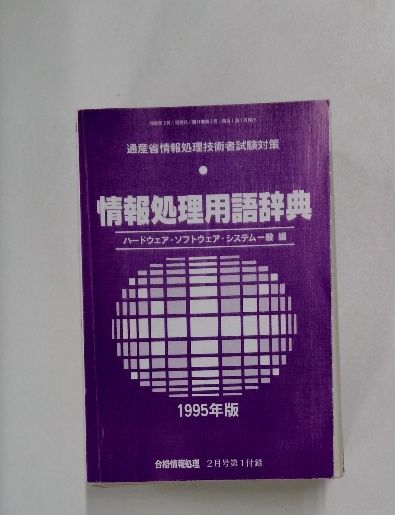 通産省情報処理技術者試験対策
情報処理用語辞典
ハードウェア・ソフトウェア・システム一般 編
1995年版
合格情報処理 2月号第1付録